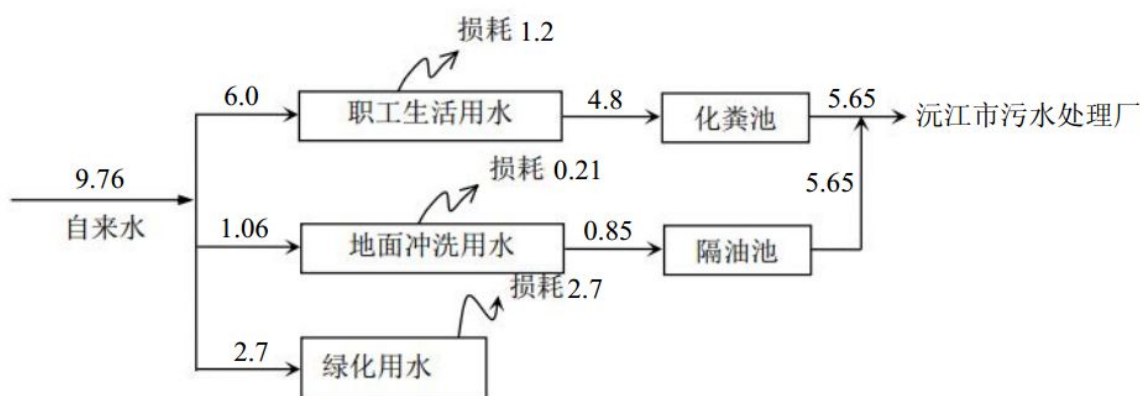 损耗 1.2
6.0
职工生活用水
4.8
化粪池
5.65
沅江市污水处理厂
9.76
自来水
损耗 0.21
5.65
1.06
地面冲洗用水
0.85
隔油池
损耗 2.7
2.7
绿化用水